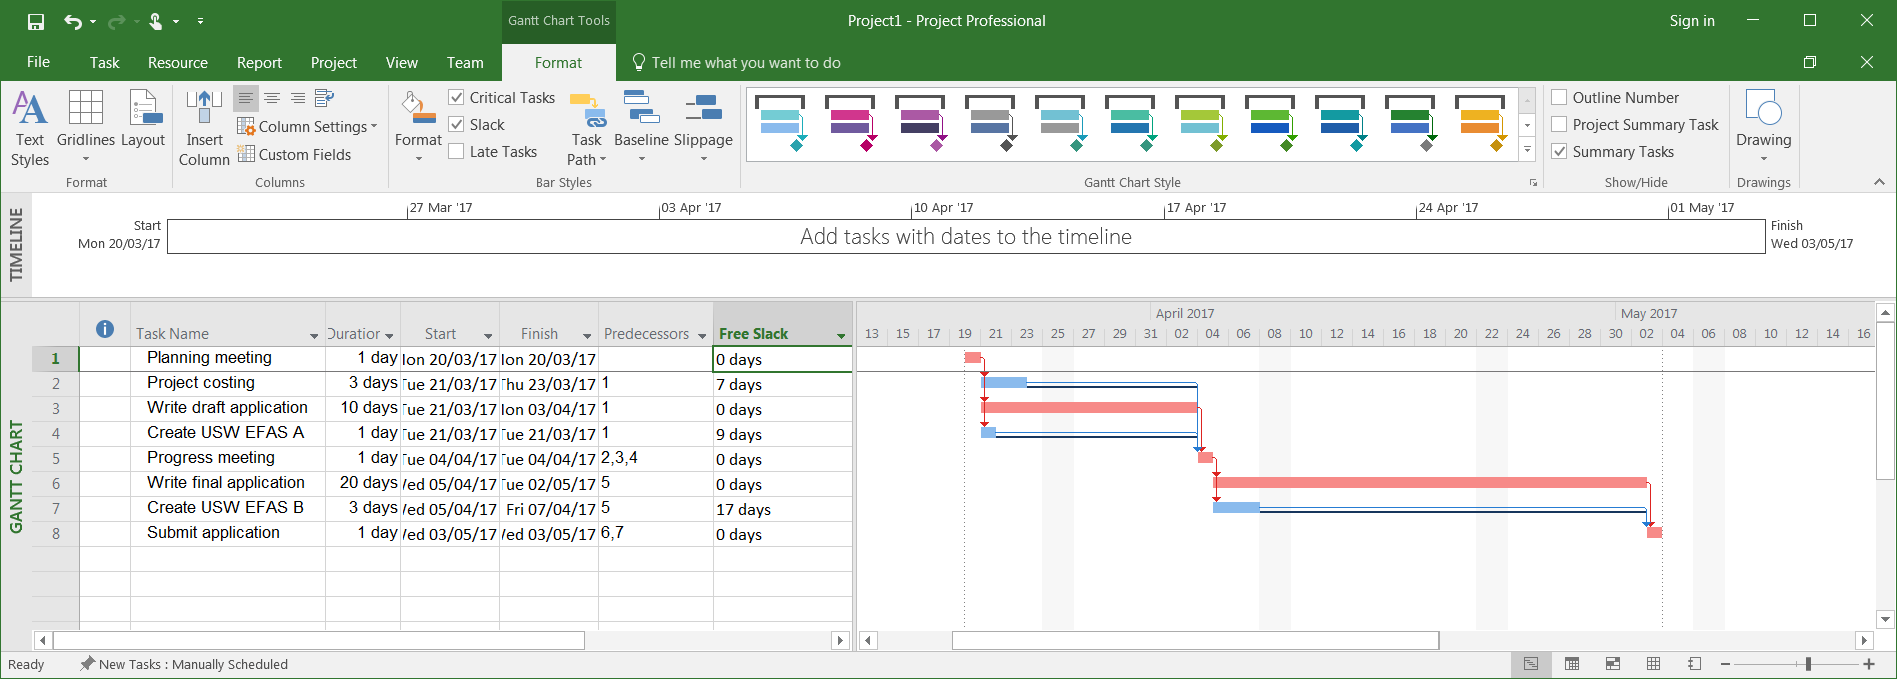 Gantt Chart Tools
Project1 - Project Professional
Sign in
File Task Resource Report Project View Team Format Tell me what you want to do
Text Styles
Gridlines
Layout
Format
Insert Column
Column Settings
Custom Fields
Columns
Format
Critical Tasks
Slack
Late Tasks
Task Path
Baseline
Slippage
Bar Styles
Gantt Chart Style
Outline Number
Project Summary Task
Summary Tasks
Show/Hide
Drawing
Drawings
TIMELINE
27 Mar '17 03 Apr '17 10 Apr '17 17 Apr '17 24 Apr '17 01 May '17
Start
Mon 20/03/17
Add tasks with dates to the timeline
Finish
Wed 03/05/17
GANTT CHART
Task Name Duration Start Finish Predecessors Free Slack
1 Planning meeting 1 day Mon 20/03/17 Mon 20/03/17 0 days
2 Project costing 3 days Tue 21/03/17 Thu 23/03/17 1 7 days
3 Write draft application 10 days Tue 21/03/17 Mon 03/04/17 1 0 days
4 Create USW EFAS A 1 day Tue 21/03/17 Tue 21/03/17 1 9 days
5 Progress meeting 1 day Tue 04/04/17 Tue 04/04/17 2,3,4 0 days
6 Write final application 20 days Wed 05/04/17 Tue 02/05/17 5 0 days
7 Create USW EFAS B 3 days Wed 05/04/17 Fri 07/04/17 5 17 days
8 Submit application 1 day Wed 03/05/17 Wed 03/05/17 6,7 0 days
April 2017 May 2017
13 15 17 19 21 23 25 27 29 31 02 04 06 08 10 12 14 16 18 20 22 24 26 28 30 02 04 06 08 10 12 14 16
Ready New Tasks : Manually Scheduled